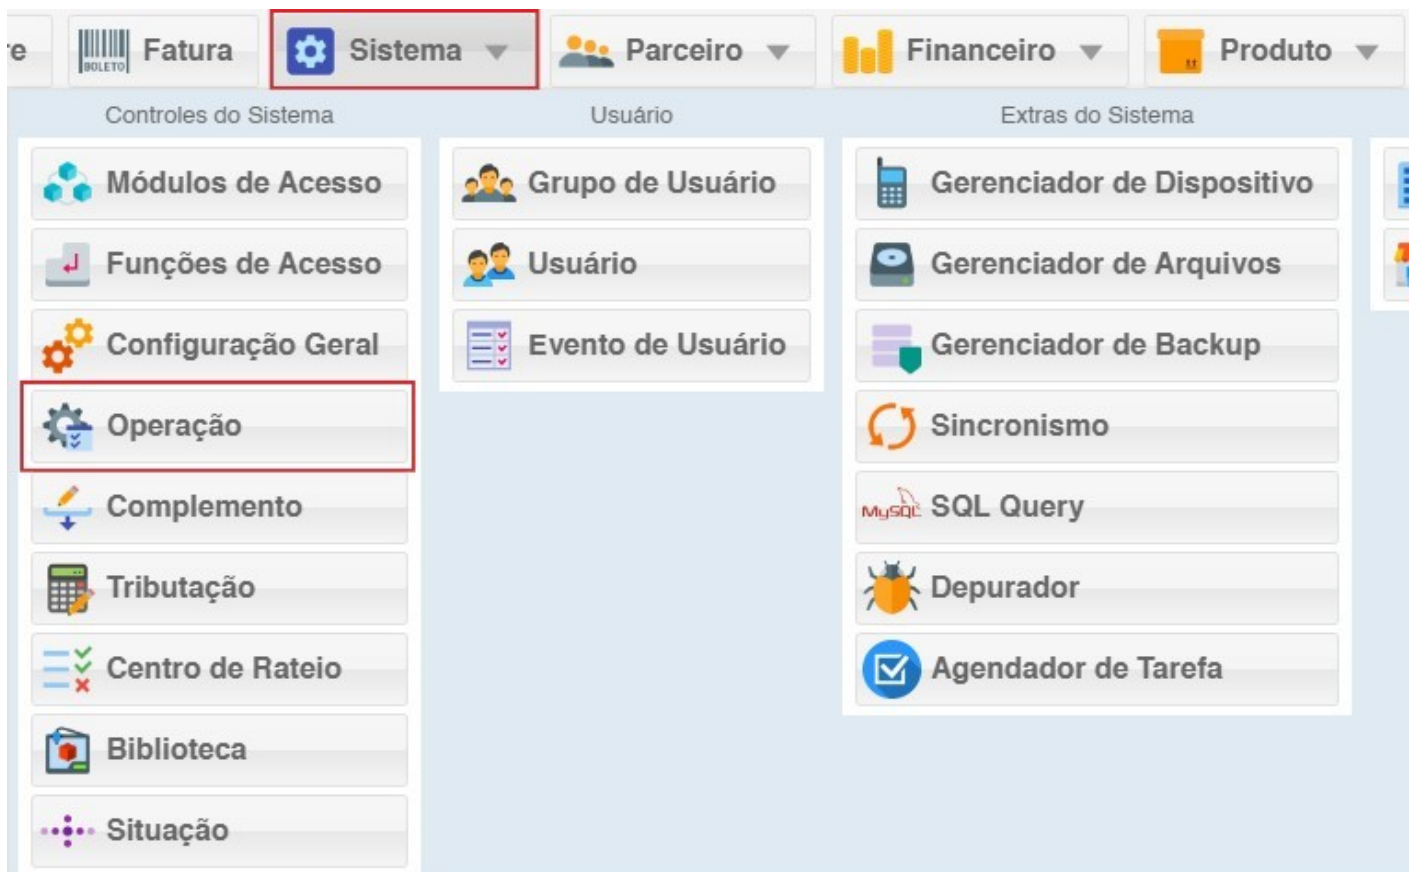 re
BOLETO
Fatura
Sistema
Parceiro
Financeiro
Produto
Controles do Sistema
Módulos de Acesso
Funções de Acesso
Configuração Geral
Operação
Complemento
Tributação
Centro de Rateio
Biblioteca
Situação
Usuário
Grupo de Usuário
Usuário
Evento de Usuário
Extras do Sistema
Gerenciador de Dispositivo
Gerenciador de Arquivos
Gerenciador de Backup
Sincronismo
MySQL
SQL Query
Depurador
Agendador de Tarefa